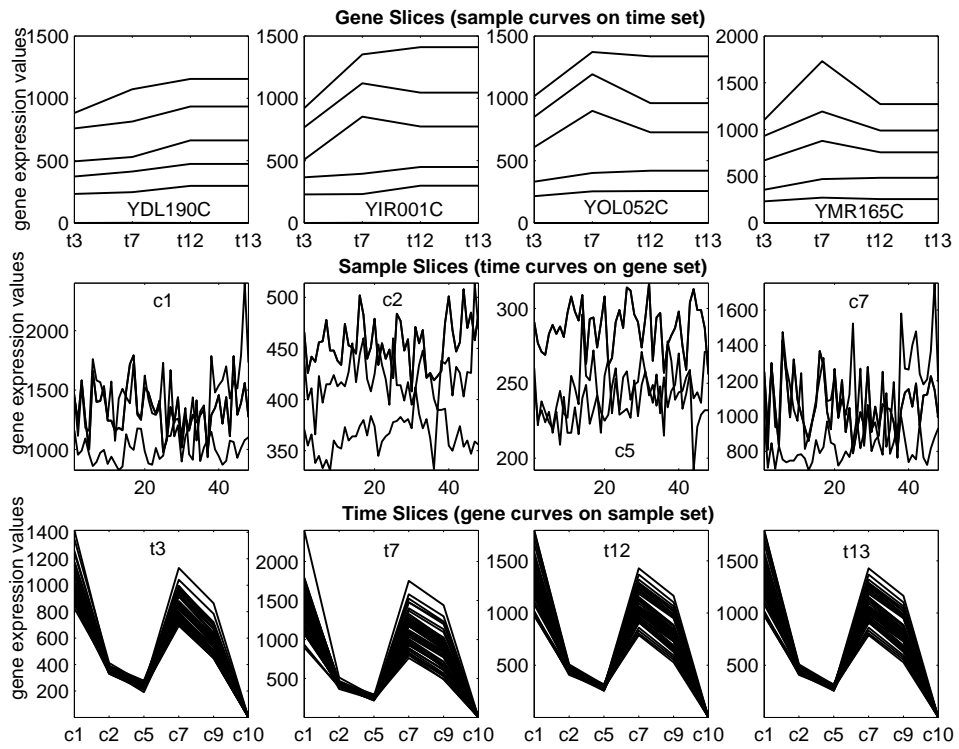 Gene Slices (sample curves on time set)
gene expression values
1500
1000
500
0
t3 t7 t12 t13
YDL190C
1500
1000
500
0
t3 t7 t12 t13
YIR001C
1500
1000
500
0
t3 t7 t12 t13
YOL052C
2000
1500
1000
500
0
t3 t7 t12 t13
YMR165C
Sample Slices (time curves on gene set)
gene expression values
c1
2000
1500
1000
20 40
c2
500
450
400
350
20 40
c5
300
250
200
20 40
c7
1600
1400
1200
1000
800
20 40
Time Slices (gene curves on sample set)
gene expression values
t3
1400
1200
1000
800
600
400
200
c1 c2 c5 c7 c9 c10
t7
2000
1500
1000
500
c1 c2 c5 c7 c9 c10
t12
1500
1000
500
c1 c2 c5 c7 c9 c10
t13
1500
1000
500
c1 c2 c5 c7 c9 c10